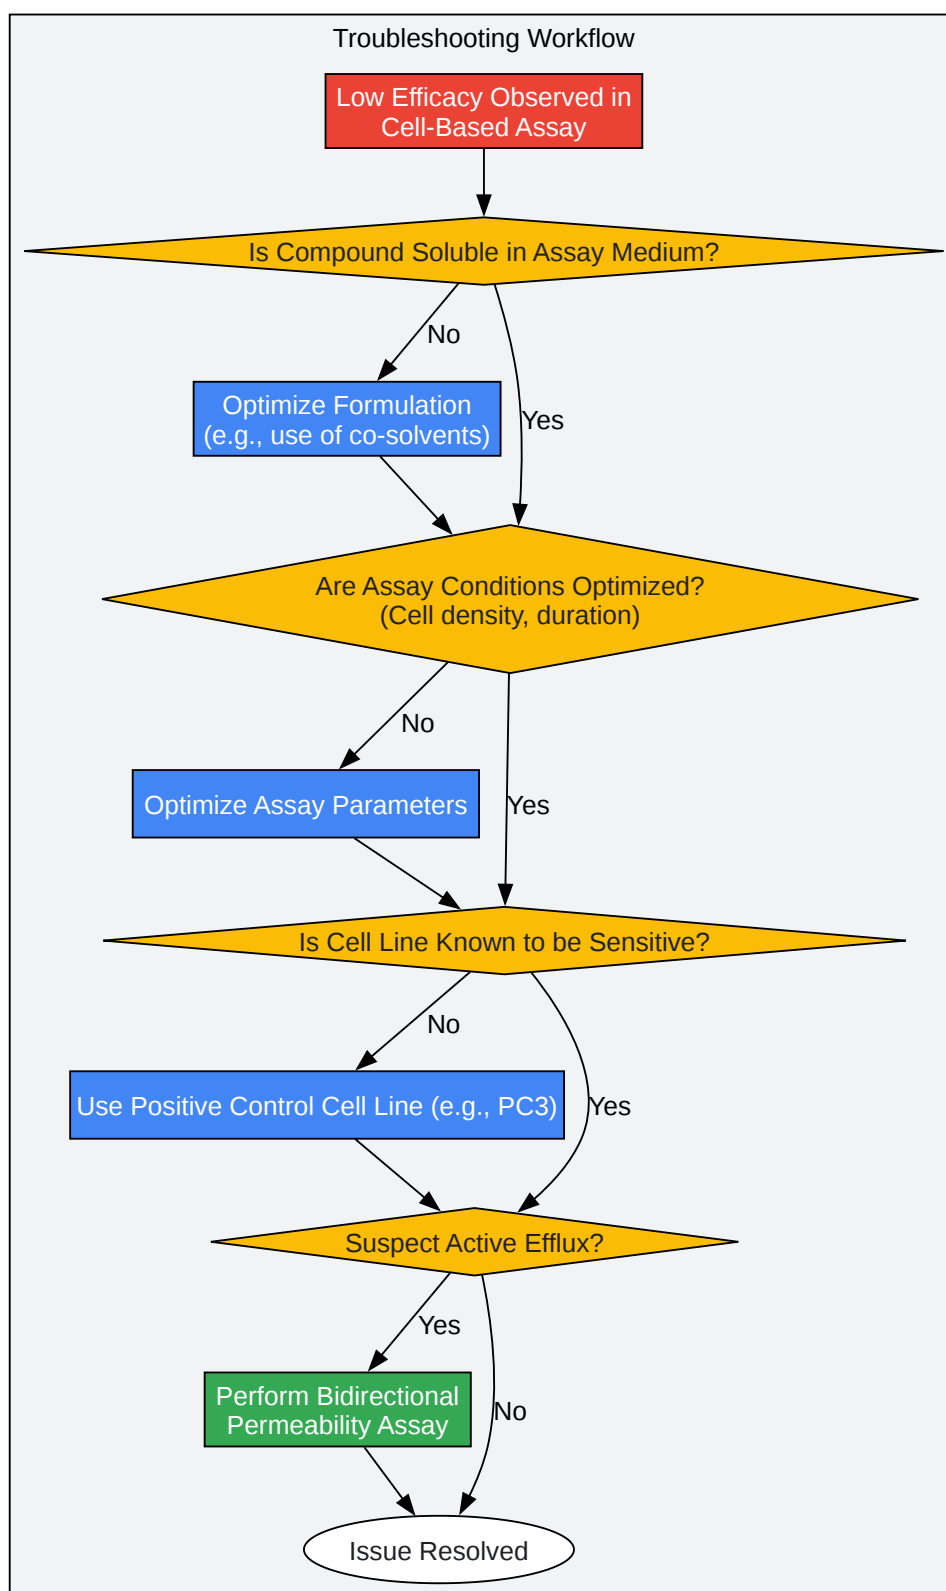 Troubleshooting Workflow
Low Efficacy Observed in
Cell-Based Assay
Is Compound Soluble in Assay Medium?
No
Optimize Formulation
(e.g., use of co-solvents)
Yes
Are Assay Conditions Optimized?
(Cell density, duration)
No
Optimize Assay Parameters
Yes
Is Cell Line Known to be Sensitive?
No
Use Positive Control Cell Line (e.g., PC3)
Yes
Suspect Active Efflux?
Yes
Perform Bidirectional
Permeability Assay
No
Issue Resolved